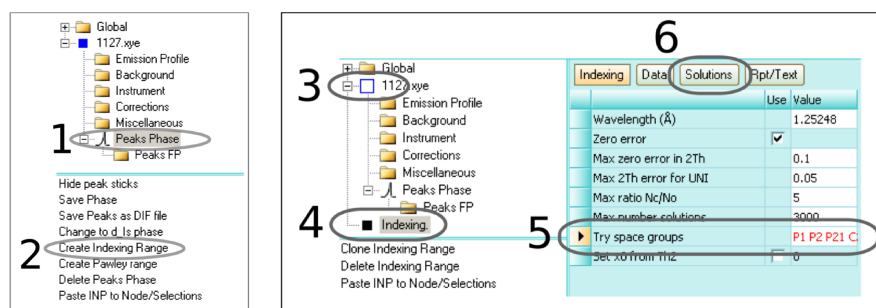 Global
1127.xye
Emission Profile
Background
Instrument
Corrections
Miscellaneous
1
Peaks Phase
Peaks FP
Hide peak sticks
Save Phase
Save Peaks as DIF file
Change to d_Is phase
2
Create Indexing Range
Create Pawley range
Delete Peaks Phase
Paste INP to Node/Selections
Global
3
1127.xye
Emission Profile
Background
Instrument
Corrections
Miscellaneous
Peaks Phase
Peaks FP
4
Indexing.
Clone Indexing Range
Delete Indexing Range
Paste INP to Node/Selections
6
Indexing Data Solutions Rpt/Text
Use Value
Wavelength (Å) 1.25248
Zero error
Max zero error in 2Th 0.1
Max 2Th error for UNI 0.05
Max ratio Nc/No 5
Max number solutions 3000
5
Try space groups P1 P2 P21 C
Set x0 from Th2 0